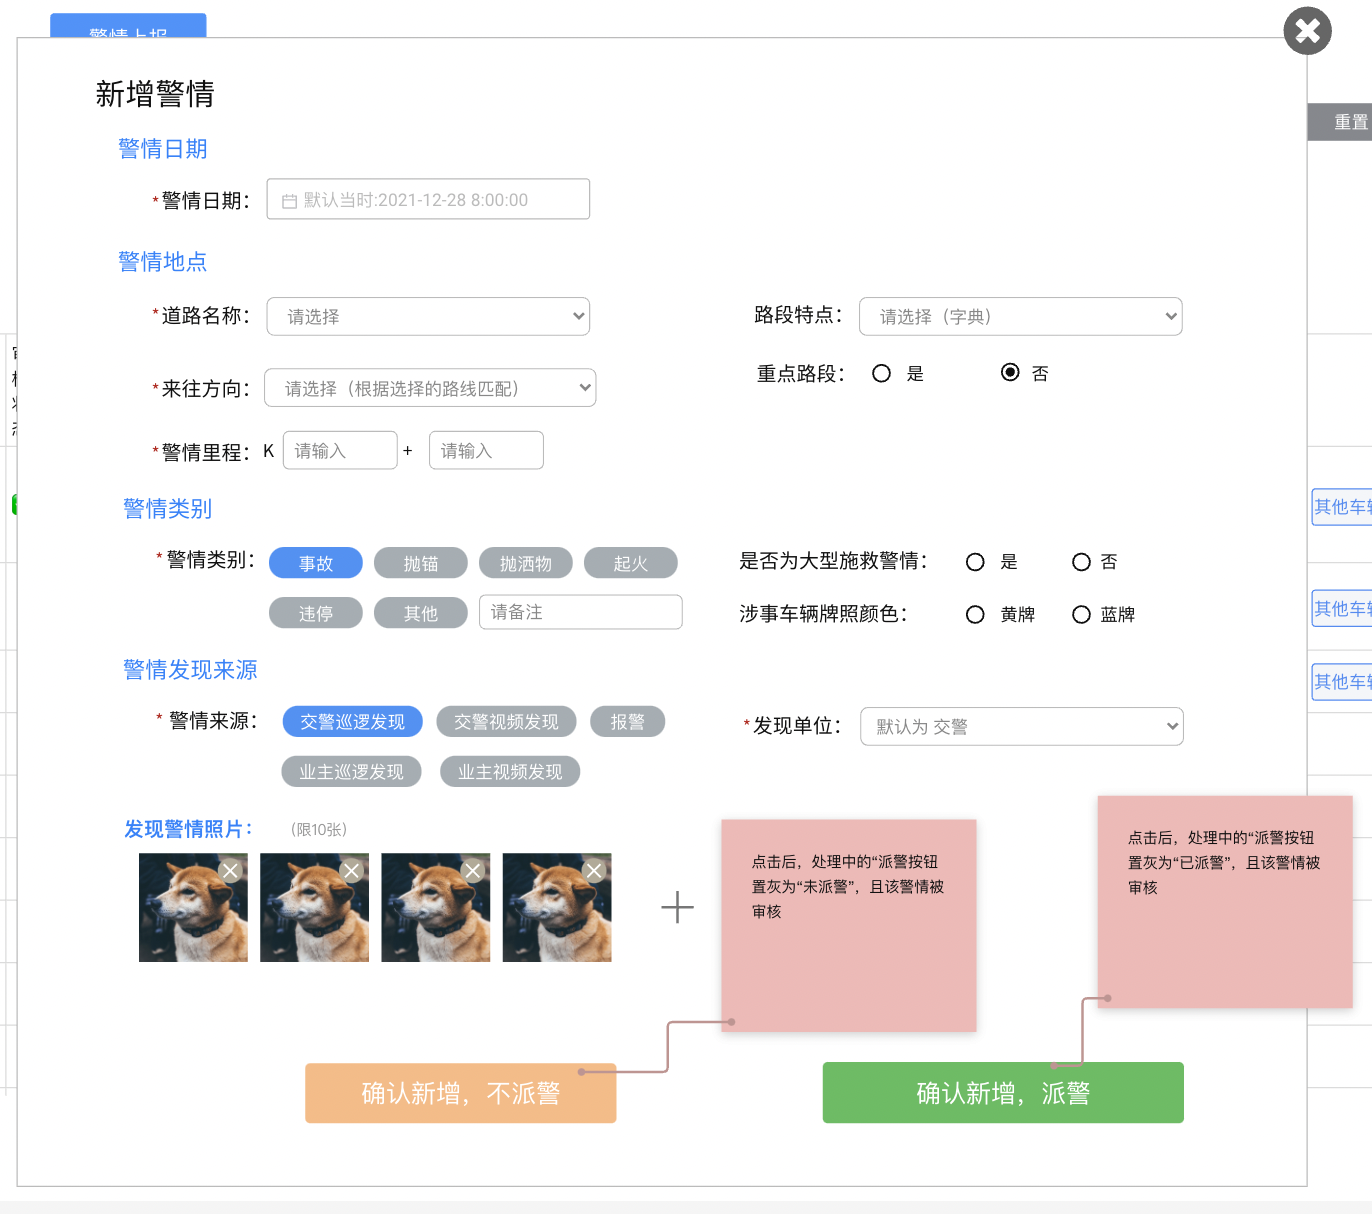 警情上报
新增警情
重置
警情日期
*警情日期：
默认当时:2021-12-28 8:00:00
警情地点
*道路名称： 请选择
路段特点： 请选择（字典）
*来往方向： 请选择（根据选择的路线匹配）
重点路段： 是 否
*警情里程： K 请输入 + 请输入
警情类别
其他车
* 警情类别： 事故 抛锚 抛洒物 起火
是否为大型施救警情： 是 否
违停 其他 请备注
涉事车辆牌照颜色： 黄牌 蓝牌
其他车
警情发现来源
其他车
* 警情来源： 交警巡逻发现 交警视频发现 报警
*发现单位： 默认为 交警
业主巡逻发现 业主视频发现
发现警情照片： （限10张）
点击后，处理中的“派警按钮
置灰为“未派警”，且该警情被
审核
点击后，处理中的“派警按钮
置灰为“已派警”，且该警情被
审核
确认新增，不派警
确认新增，派警